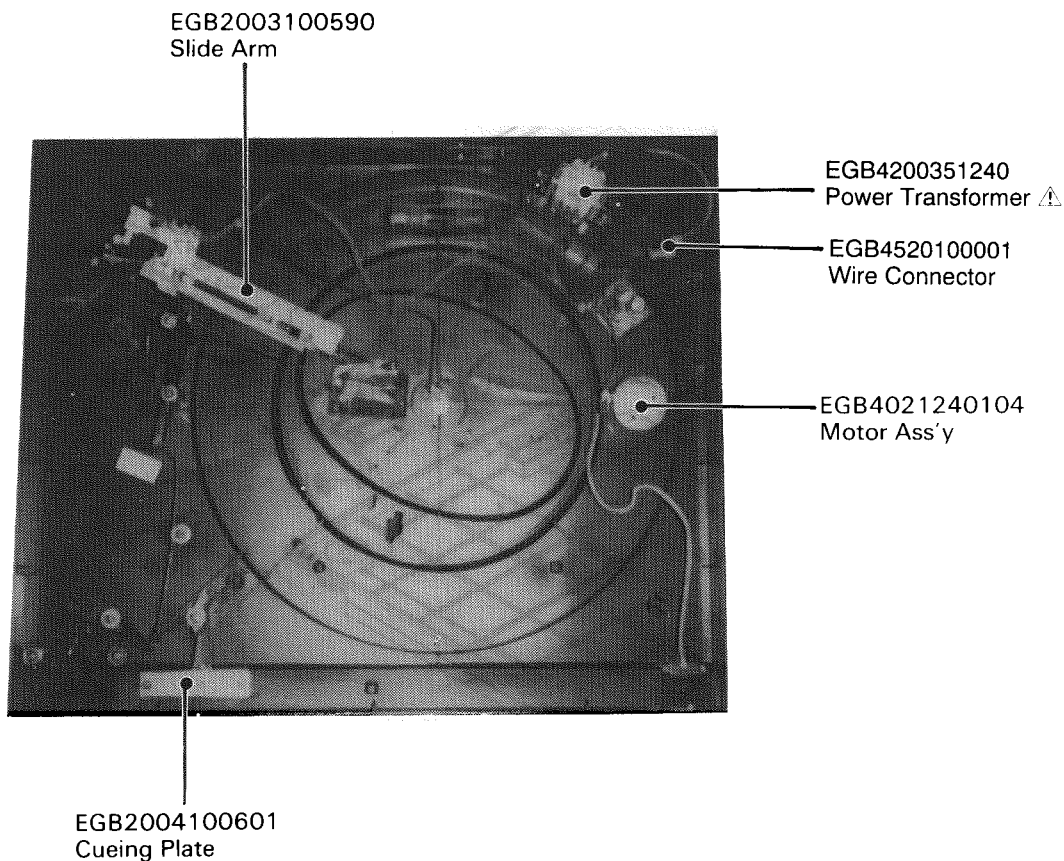 EGB2003100590
Slide Arm
EGB4200351240
Power Transformer ⚠
EGB4520100001
Wire Connector
EGB4021240104
Motor Ass'y
EGB2004100601
Cueing Plate